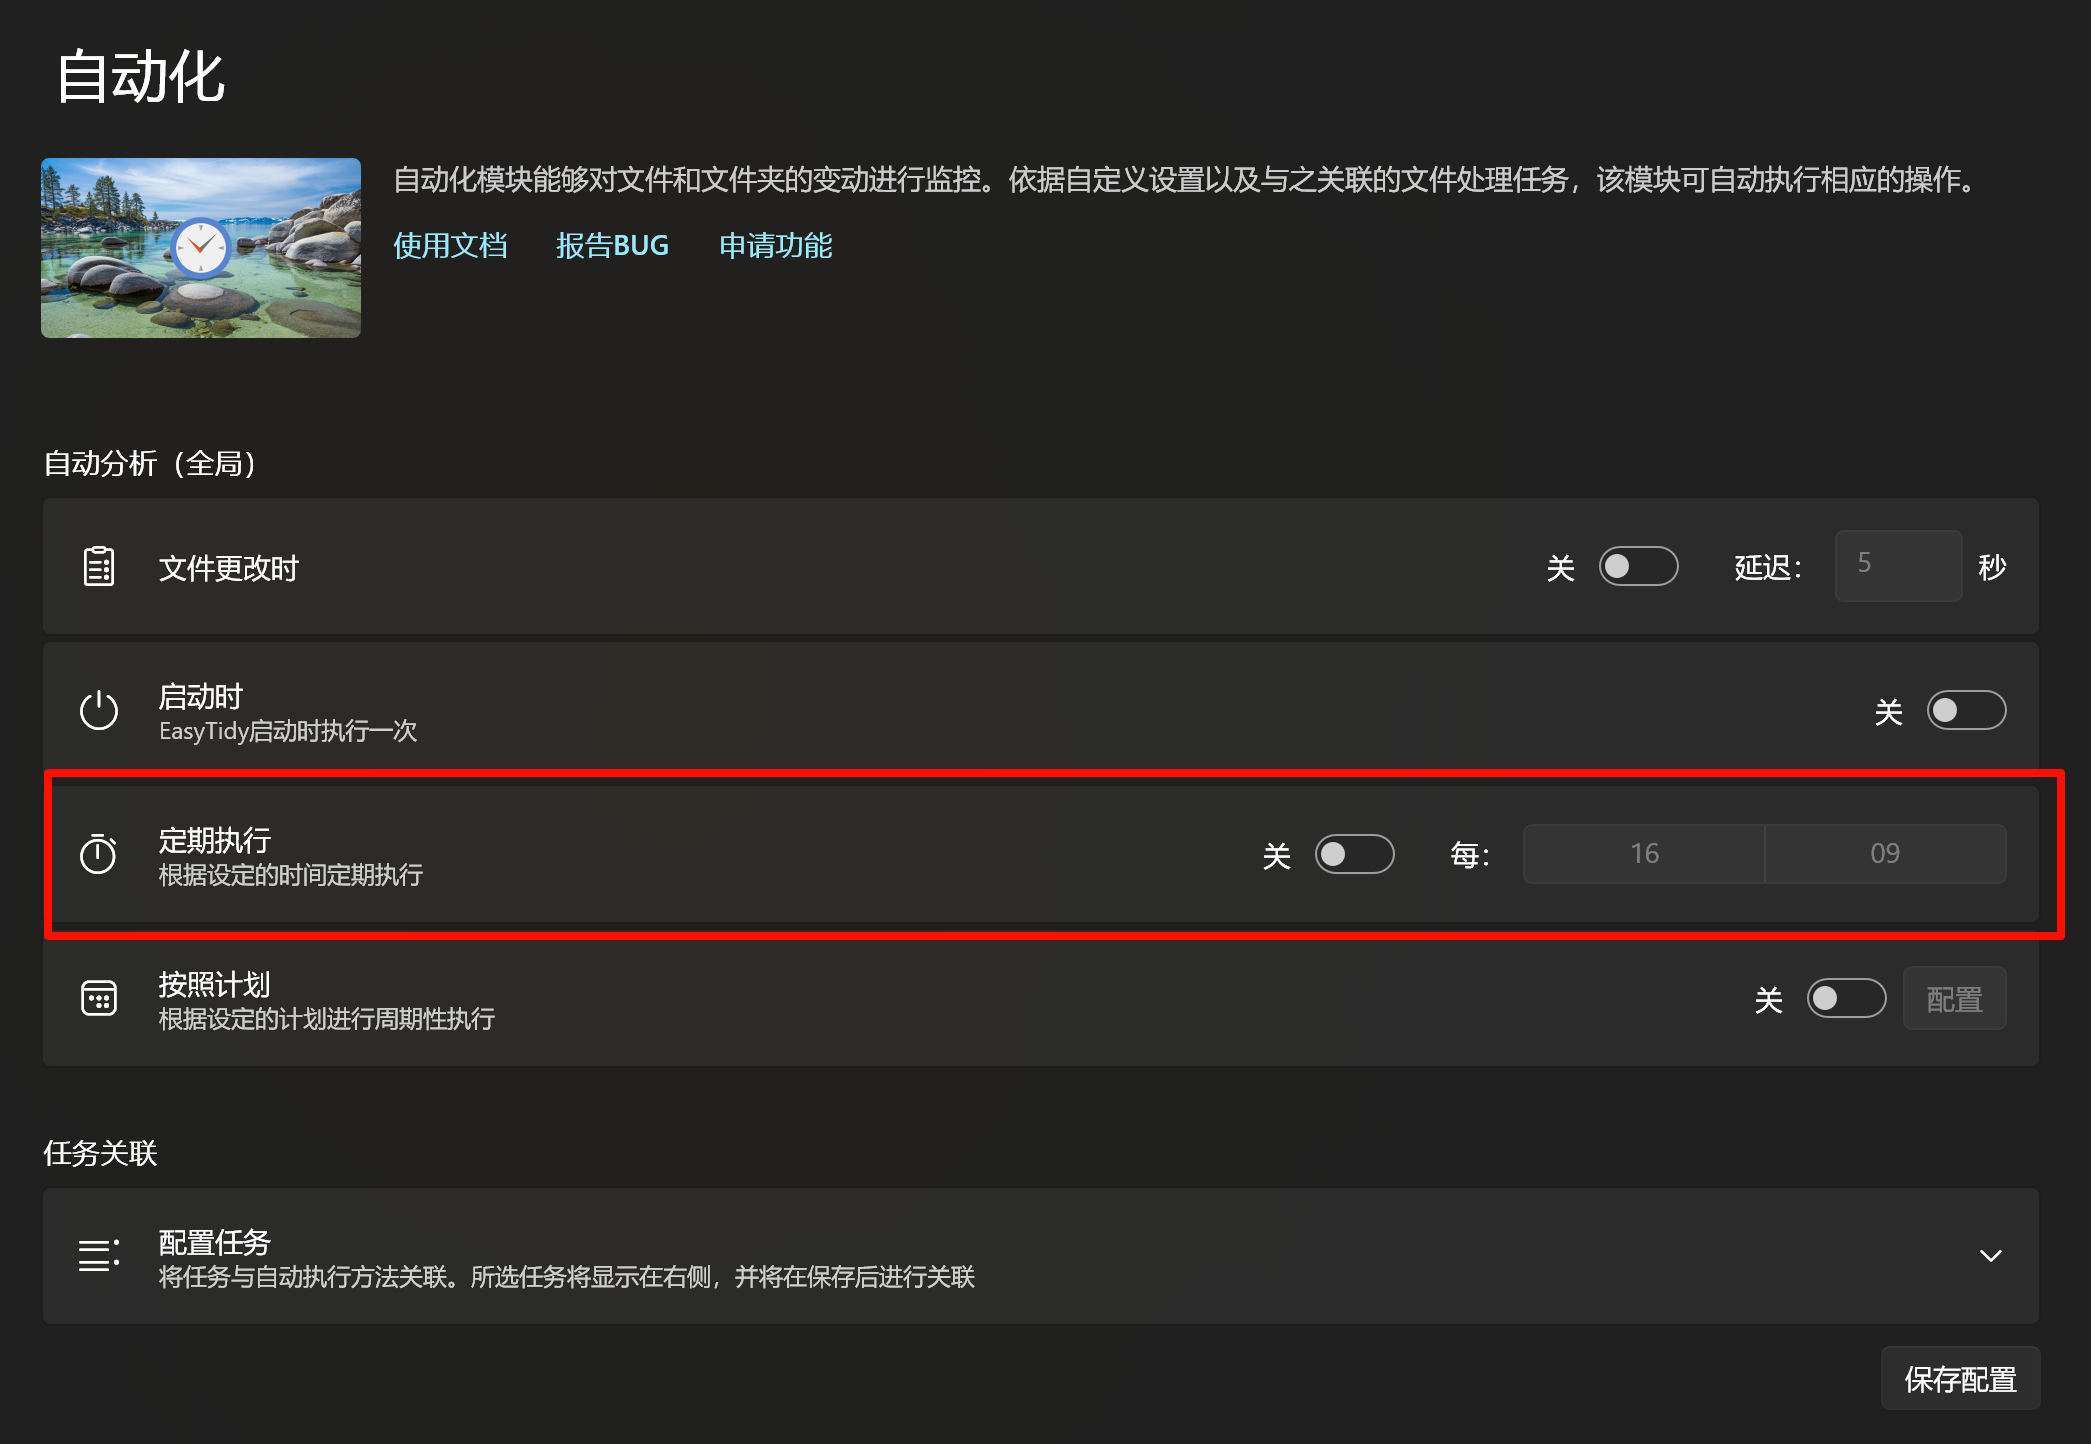 自动化
自动化模块能够对文件和文件夹的变动进行监控。依据自定义设置以及与之关联的文件处理任务，该模块可自动执行相应的操作。
使用文档 报告BUG 申请功能
自动分析（全局）
文件更改时 关 延迟： 5 秒
启动时 关
EasyTidy启动时执行一次
定期执行 关 每： 16 09
根据设定的时间定期执行
按照计划 关 配置
根据设定的计划进行周期性执行
任务关联
配置任务
将任务与自动执行方法关联。所选任务将显示在右侧，并将在保存后进行关联
保存配置